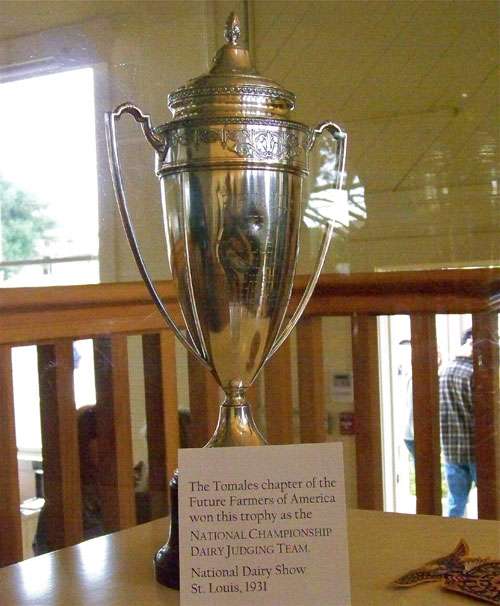 The Tomales chapter of the
Future Farmers of America
won this trophy as the
NATIONAL CHAMPIONSHIP
DAIRY JUDGING TEAM.
National Dairy Show
St. Louis, 1931